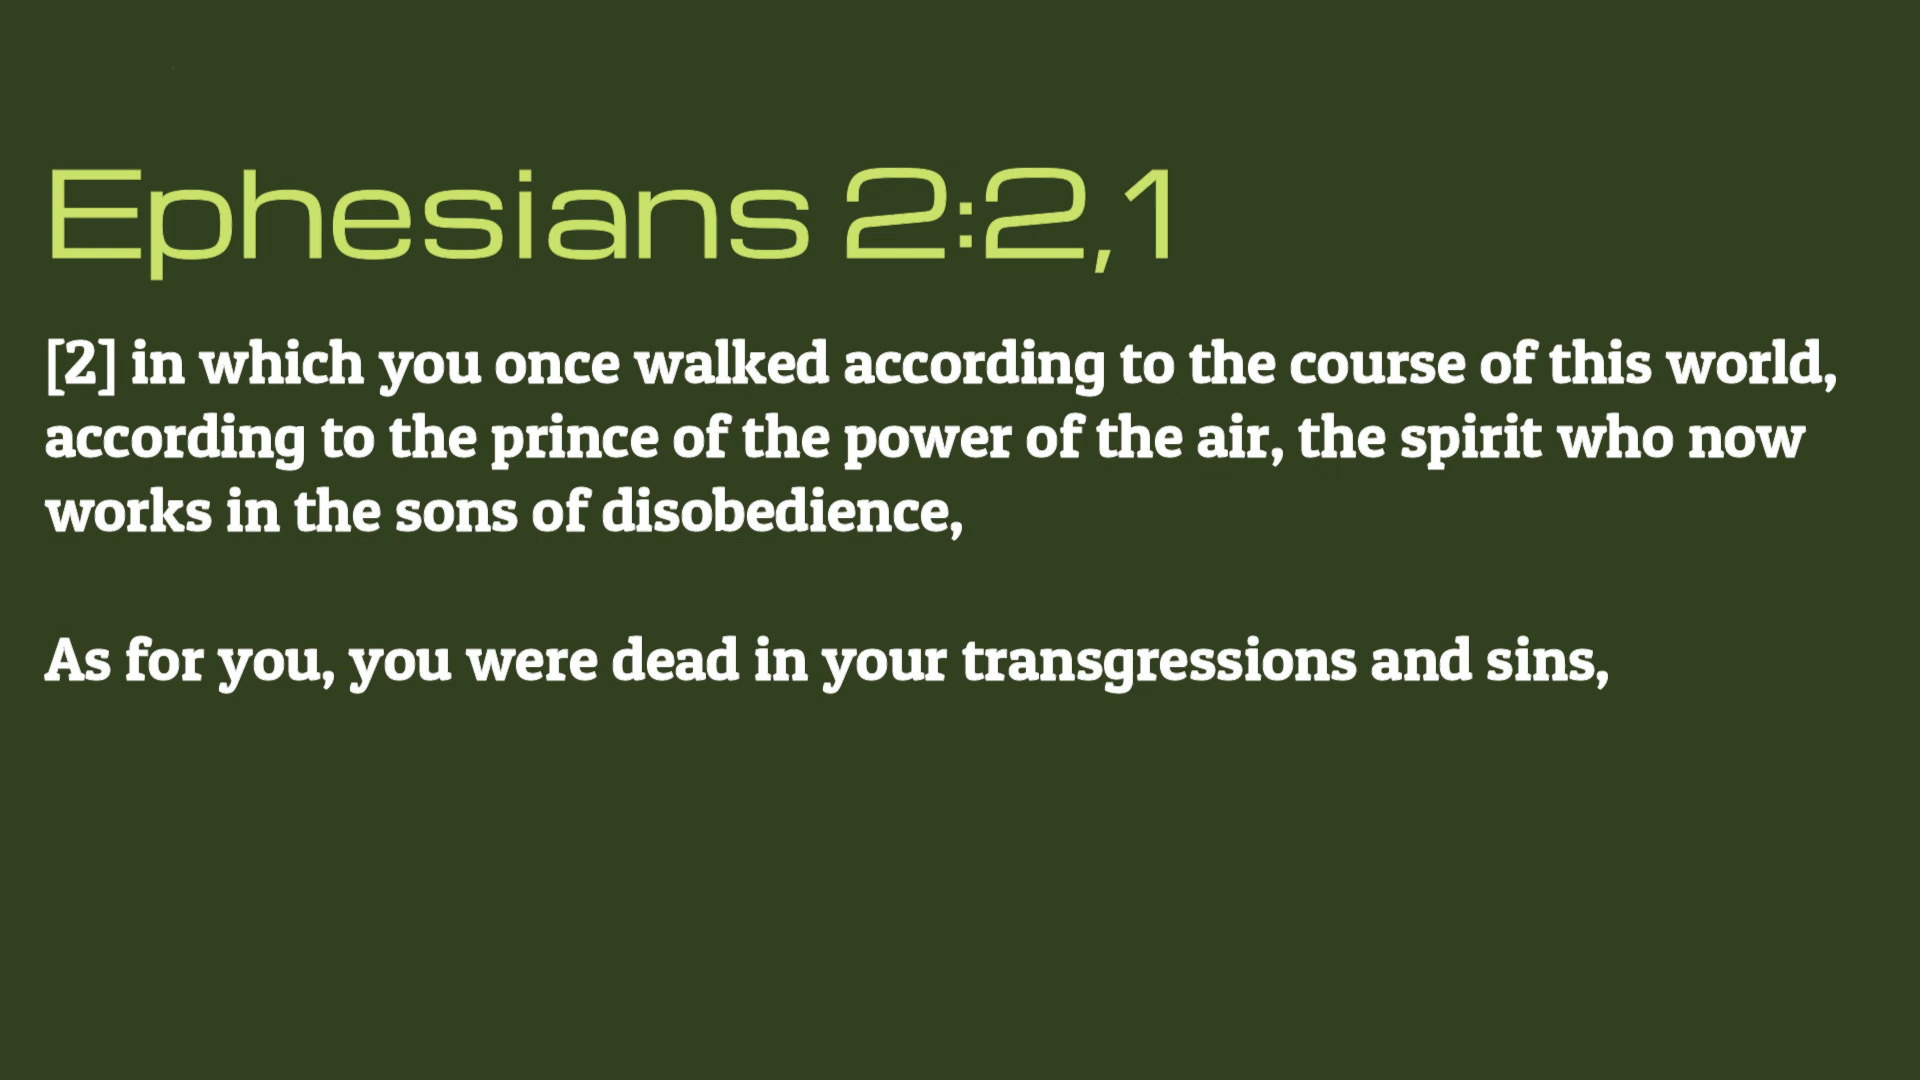 Ephesians 2:2,1
[2] in which you once walked according to the course of this world,
according to the prince of the power of the air, the spirit who now
works in the sons of disobedience,
As for you, you were dead in your transgressions and sins,